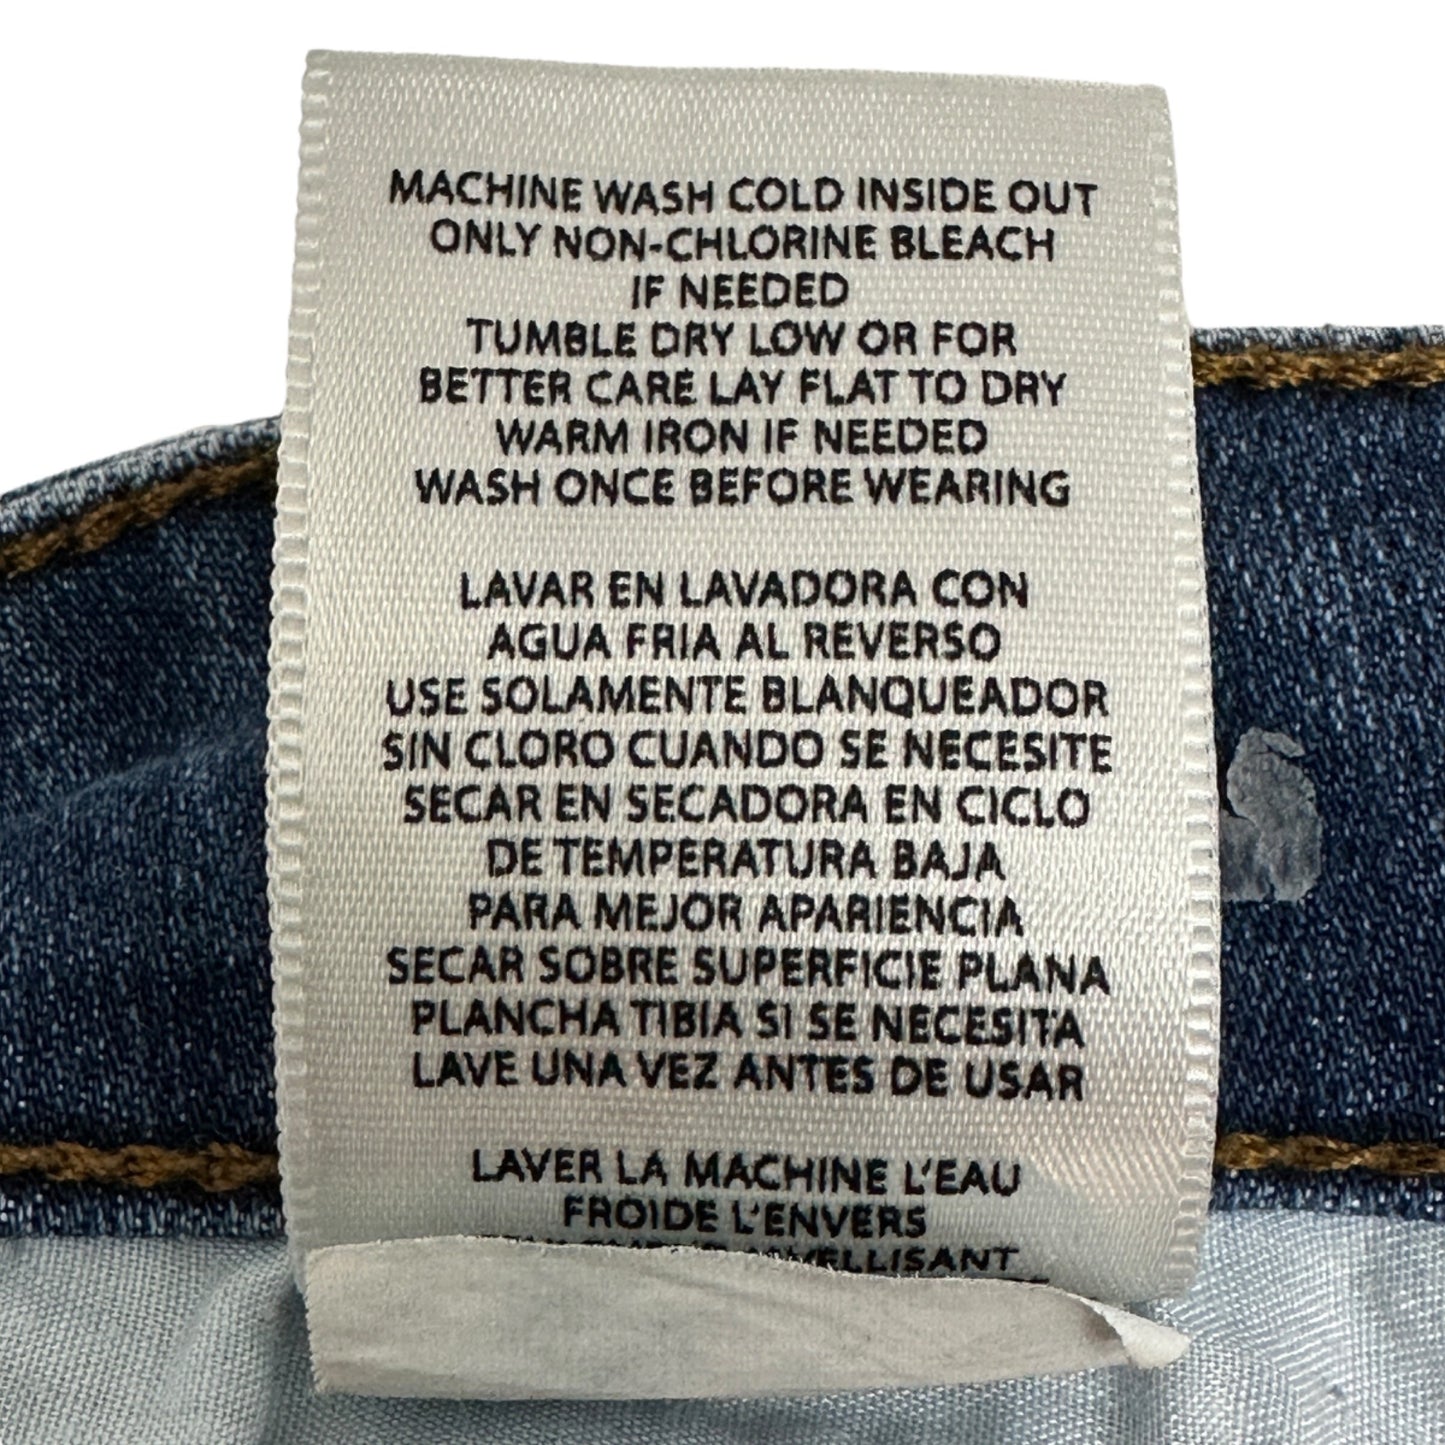 MACHINE WASH COLD INSIDE OUT
ONLY NON-CHLORINE BLEACH
IF NEEDED
TUMBLE DRY LOW OR FOR
BETTER CARE LAY FLAT TO DRY
WARM IRON IF NEEDED
WASH ONCE BEFORE WEARING
LAVAR EN LAVADORA CON
AGUA FRIA AL REVERSO
USE SOLAMENTE BLANQUEADOR
SIN CLORO CUANDO SE NECESITE
SECAR EN SECADORA EN CICLO
DE TEMPERATURA BAJA
PARA MEJOR APARIENCIA
SECAR SOBRE SUPERFICIE PLANA
PLANCHA TIBIA SI SE NECESITA
LAVE UNA VEZ ANTES DE USAR
LAVER LA MACHINE L'EAU
FROIDE L'ENVERS